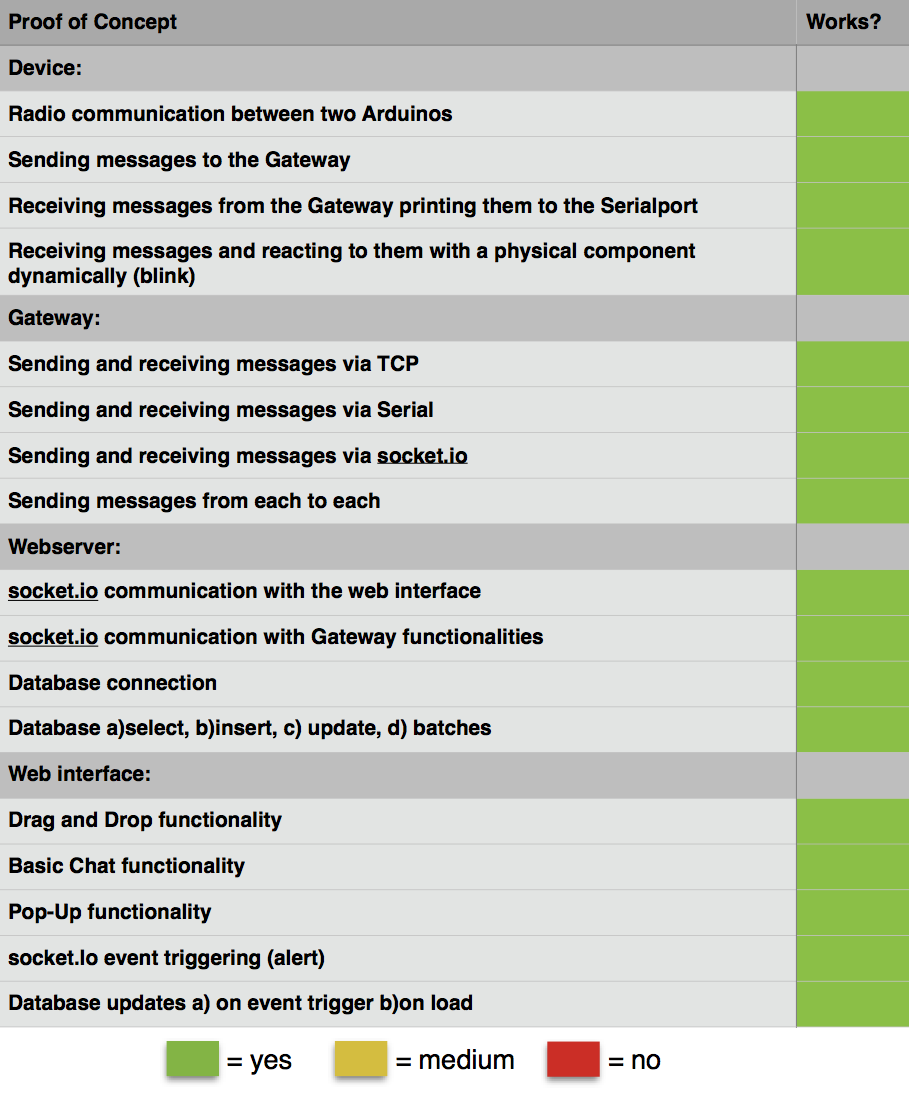 Proof of Concept Works?
Device:
Radio communication between two Arduinos
Sending messages to the Gateway
Receiving messages from the Gateway printing them to the Serialport
Receiving messages and reacting to them with a physical component
dynamically (blink)
Gateway:
Sending and receiving messages via TCP
Sending and receiving messages via Serial
Sending and receiving messages via socket.io
Sending messages from each to each
Webserver:
socket.io communication with the web interface
socket.io communication with Gateway functionalities
Database connection
Database a)select, b)insert, c) update, d) batches
Web interface:
Drag and Drop functionality
Basic Chat functionality
Pop-Up functionality
socket.Io event triggering (alert)
Database updates a) on event trigger b)on load
= yes = medium = no